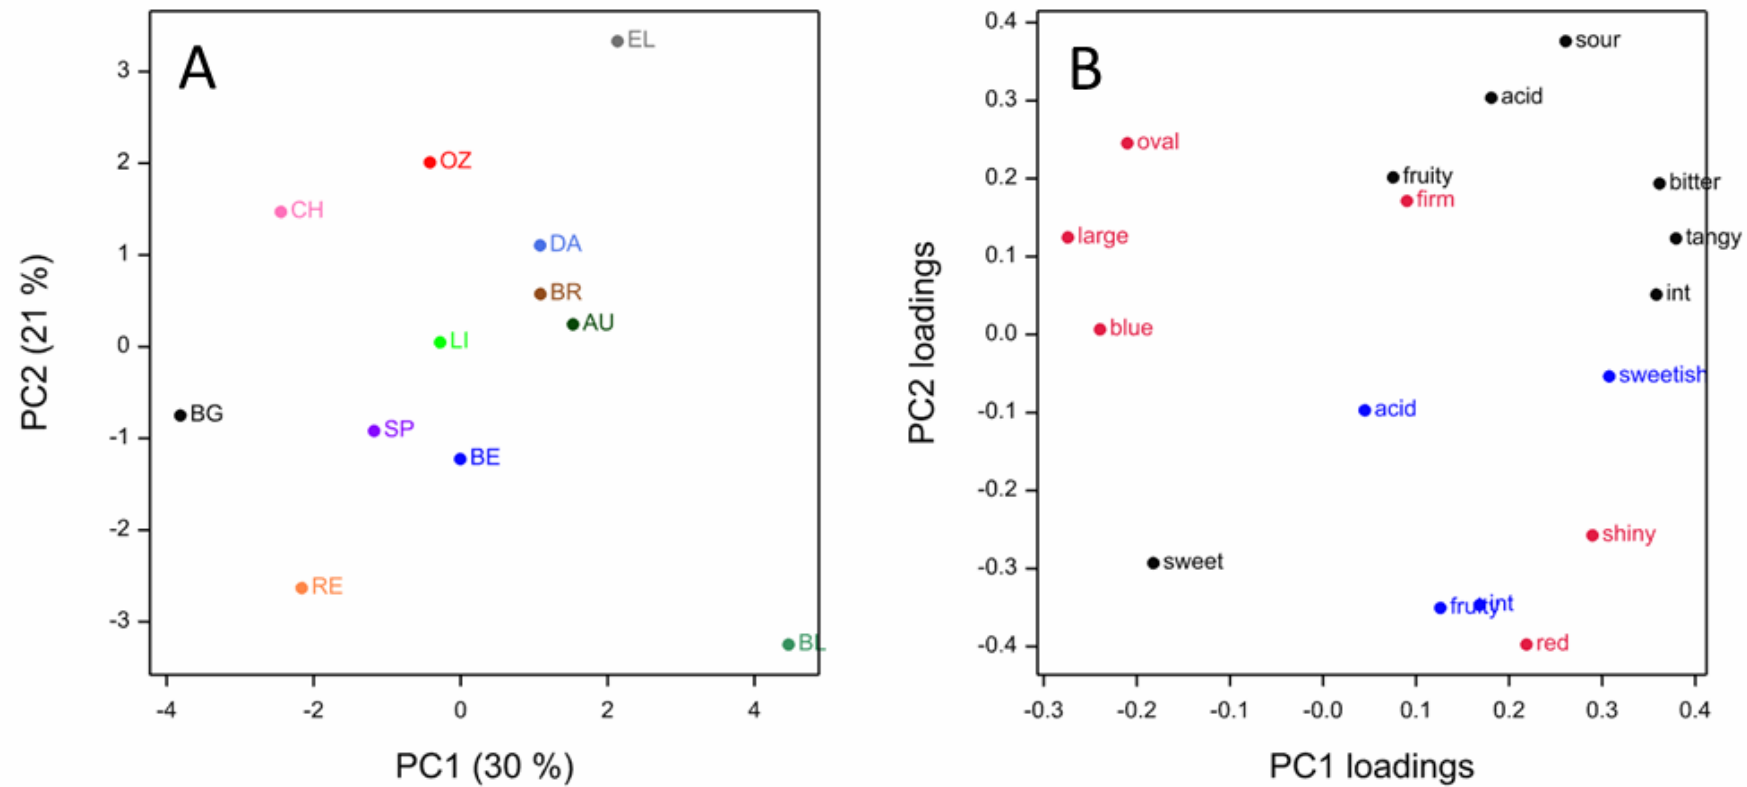 A
PC2 (21 %)
3
2
1
0
-1
-2
-3
EL
OZ
CH
DA
BR
AU
LI
BG
SP
BE
RE
BL
-4
-2
0
2
4
PC1 (30 %)
B
PC2 loadings
0.4
0.3
0.2
0.1
0.0
-0.1
-0.2
-0.3
-0.4
sour
acid
oval
fruity
bitter
firm
large
tangy
int
blue
sweetish
acid
shiny
sweet
fruity
int
red
-0.3
-0.2
-0.1
-0.0
0.1
0.2
0.3
0.4
PC1 loadings